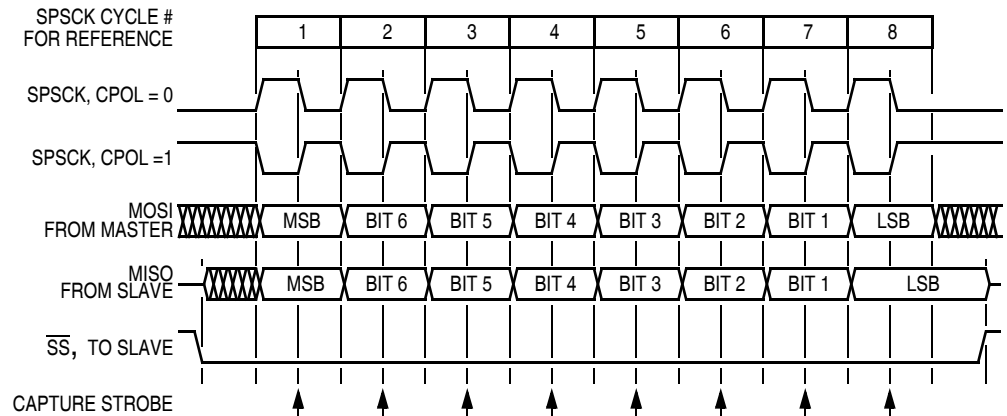 SPSCK CYCLE #
FOR REFERENCE
1 2 3 4 5 6 7 8
SPSCK, CPOL = 0
SPSCK, CPOL =1
MOSI
FROM MASTER
MSB BIT 6 BIT 5 BIT 4 BIT 3 BIT 2 BIT 1 LSB
MISO
FROM SLAVE
MSB BIT 6 BIT 5 BIT 4 BIT 3 BIT 2 BIT 1 LSB
SS, TO SLAVE
CAPTURE STROBE